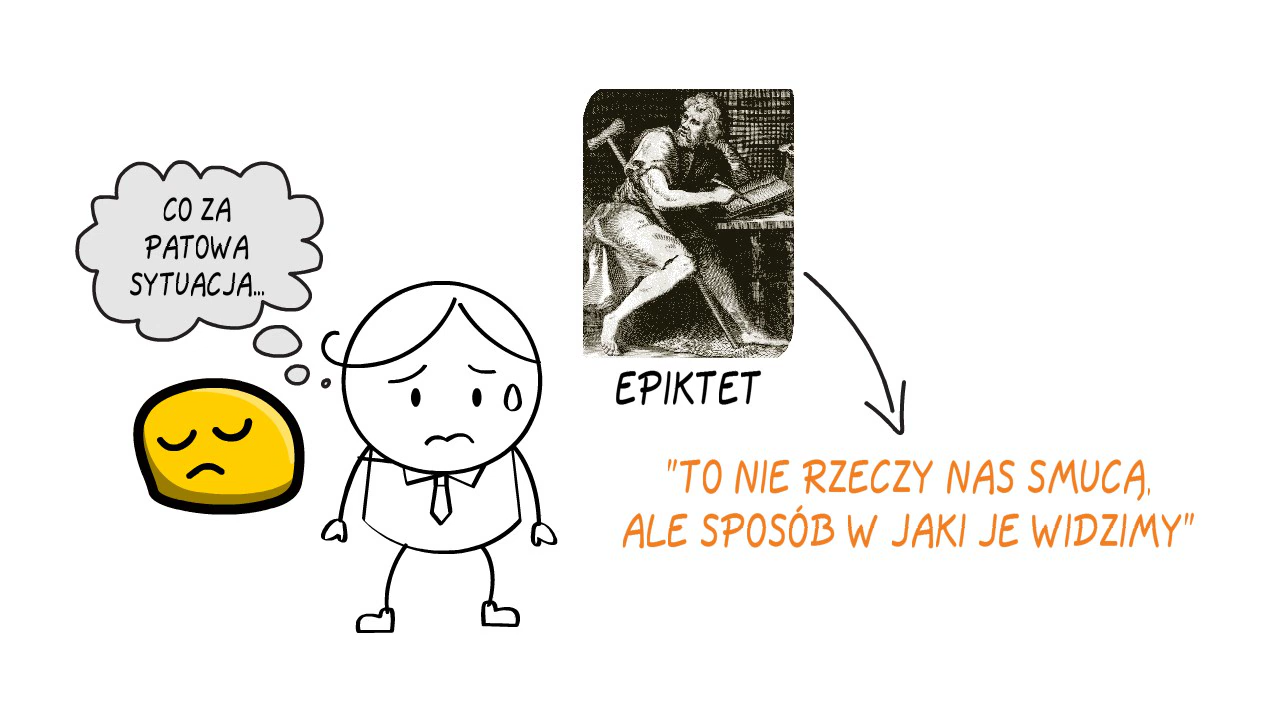 CO ZA
PATOWA
SYTUACJA...
EPIKTET
"TO NIE RZECZY NAS SMUCĄ,
ALE SPOSÓB W JAKI JE WIDZIMY"